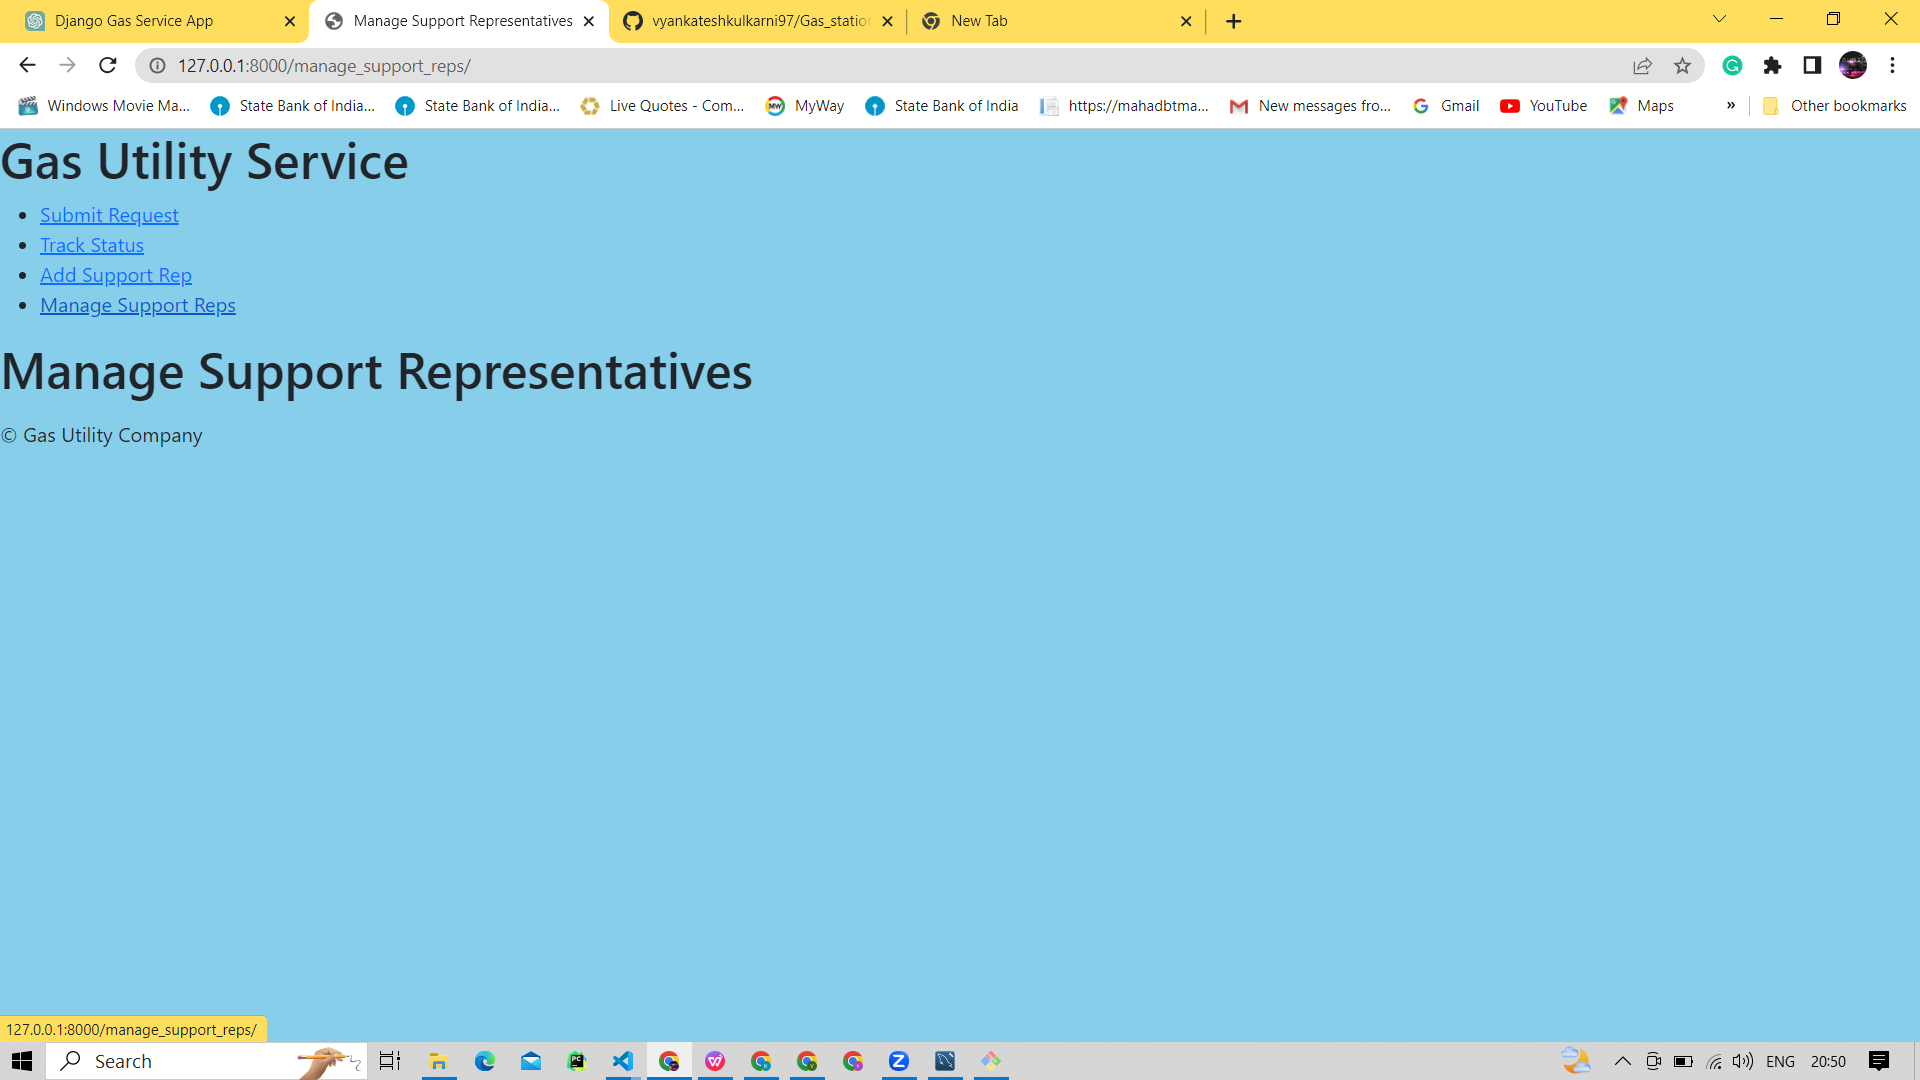 Django Gas Service App
Manage Support Representatives
vyankateshkulkarni97/Gas_station
New Tab
127.0.0.1:8000/manage_support_reps/
Windows Movie Ma...
State Bank of India...
State Bank of India...
Live Quotes - Com...
MyWay
State Bank of India
https://mahadbtma...
New messages fro...
Gmail
YouTube
Maps
»
Other bookmarks
Gas Utility Service
Submit Request
Track Status
Add Support Rep
Manage Support Reps
Manage Support Representatives
© Gas Utility Company
127.0.0.1:8000/manage_support_reps/
Search
ENG
20:50